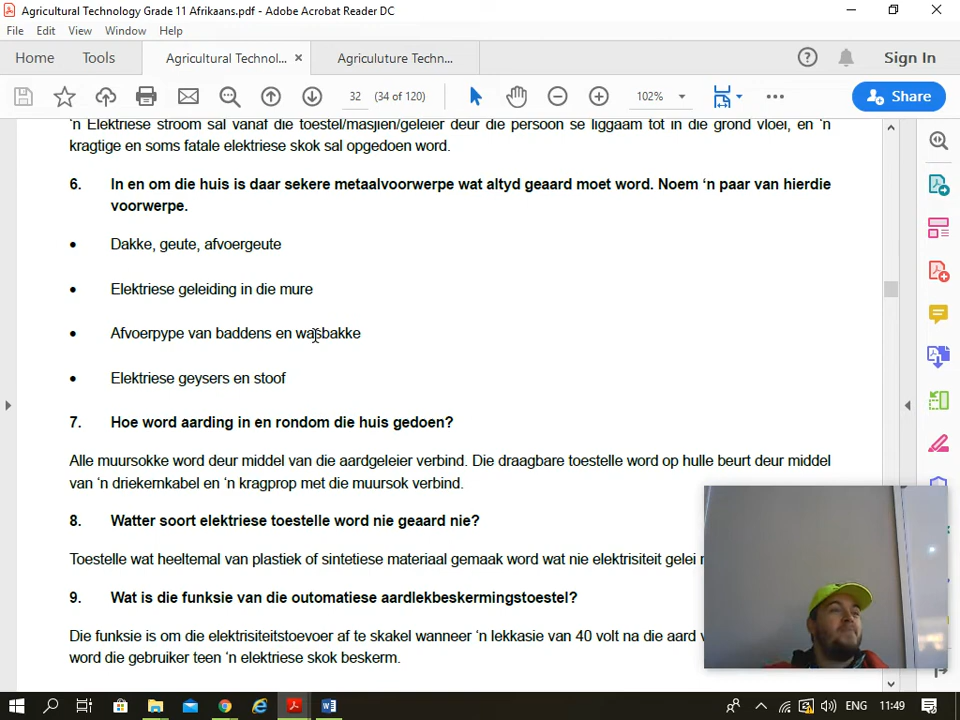 Agricultural Technology Grade 11 Afrikaans.pdf - Adobe Acrobat Reader DC
File Edit View Window Help
Home Tools Agricultural Technol... × Agriculuture Techn... Sign In
32 (34 of 120) 102% Share
‘n Elektriese stroom sal vanaf die toestel/masjien/geleier deur die persoon se liggaam tot in die grond vloei, en ‘n
kragtige en soms fatale elektriese skok sal opgedoen word.
6. In en om die huis is daar sekere metaalvoorwerpe wat altyd geaard moet word. Noem ‘n paar van hierdie
voorwerpe.
• Dakke, geute, afvoergeute
• Elektriese geleiding in die mure
• Afvoerpype van baddens en wasbakke
• Elektriese geysers en stoof
7. Hoe word aarding in en rondom die huis gedoen?
Alle muursokke word deur middel van die aardgeleier verbind. Die draagbare toestelle word op hulle beurt deur middel
van ‘n driekernkabel en ‘n kragprop met die muursok verbind.
8. Watter soort elektriese toestelle word nie geaard nie?
Toestelle wat heeltemal van plastiek of sintetiese materiaal gemaak word wat nie elektrisiteit gelei
9. Wat is die funksie van die outomatiese aardlekbeskermingstoestel?
Die funksie is om die elektrisiteitstoevoer af te skakel wanneer ‘n lekkasie van 40 volt na die aard
word die gebruiker teen ‘n elektriese skok beskerm.
ENG 11:49